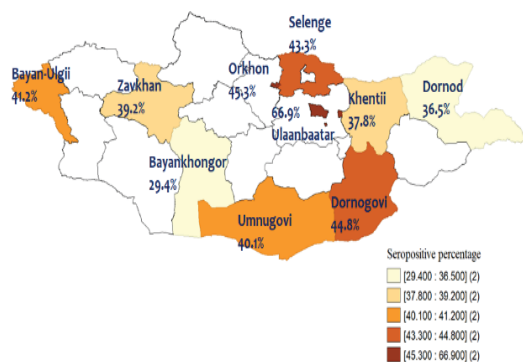 Selenge
43.3%
Bayan-Ulgii
41.2%
Zaykhan
39.2%
Orkhon
45.3%
66.9%
Ulaanbaatar
Khentii
37.8%
Dornod
36.5%
Bayankhongor
29.4%
Umnugovi
40.1%
Dornogovi
44.8%
Seropositive percentage
[29.400 : 36.500] (2)
[37.800 : 39.200] (2)
[40.100 : 41.200] (2)
[43.300 : 44.800] (2)
[45.300 : 66.900] (2)